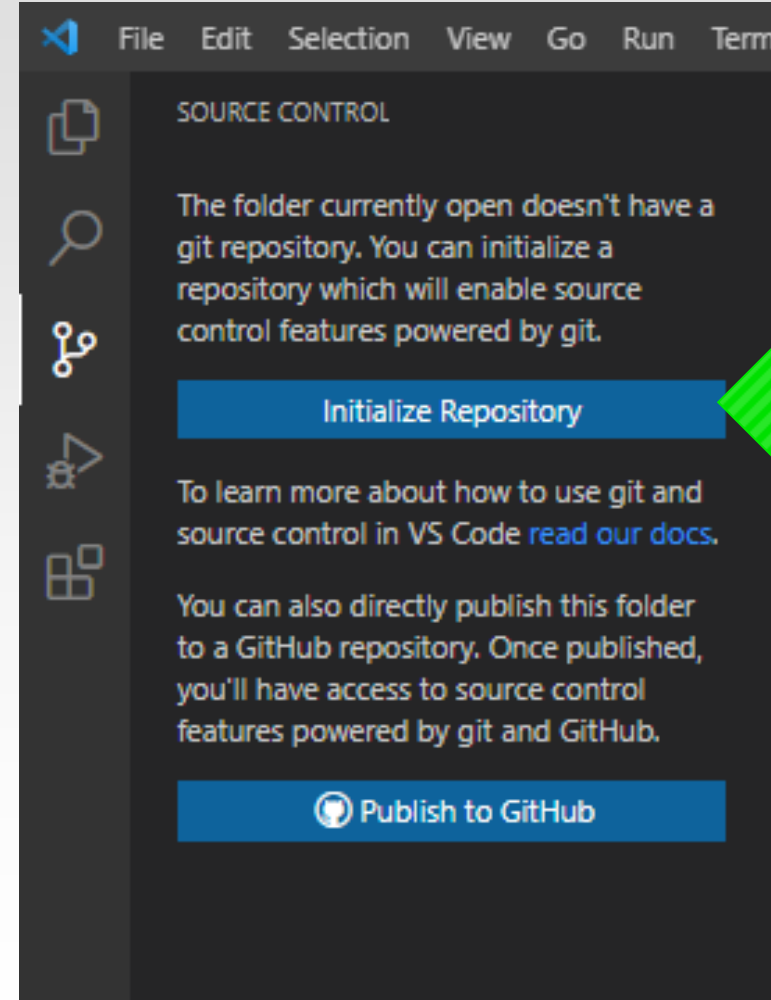 File Edit Selection View Go Run Term
SOURCE CONTROL
The folder currently open doesn't have a
git repository. You can initialize a
repository which will enable source
control features powered by git.
Initialize Repository
To learn more about how to use git and
source control in VS Code read our docs.
You can also directly publish this folder
to a GitHub repository. Once published,
you'll have access to source control
features powered by git and GitHub.
Publish to GitHub